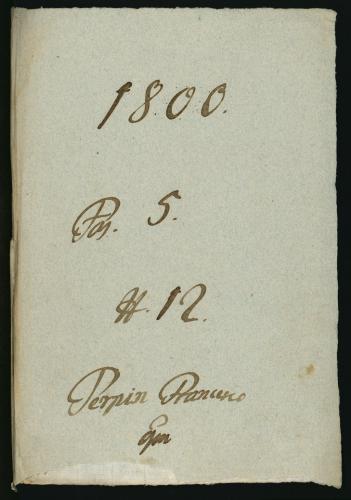 1800.
Pos. 5.
#. 12.
Perpin Francesco